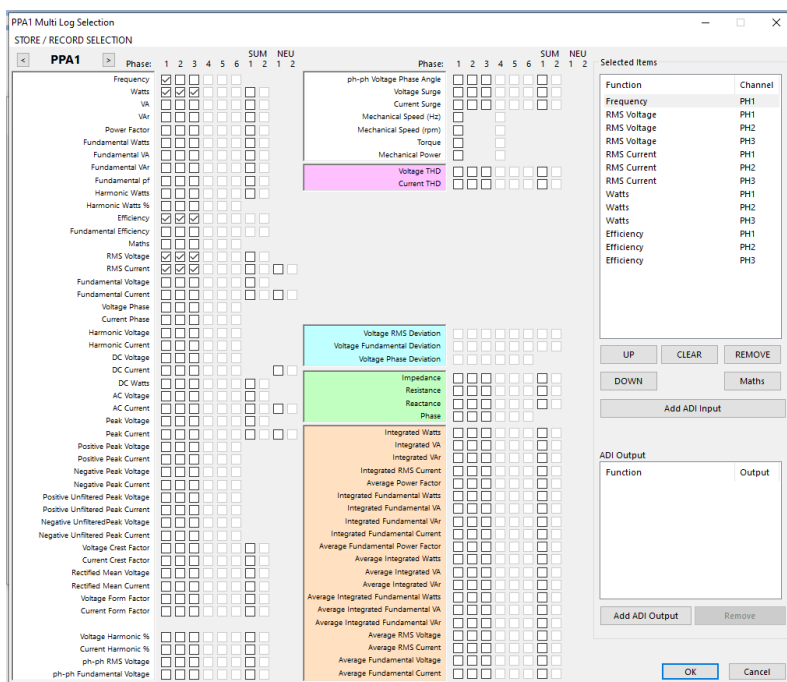 PPA1 Multi Log Selection
STORE / RECORD SELECTION
< PPA1 > Phase: 1 2 3 4 5 6 SUM 1 2 NEU 1 2
Frequency
Watts
VA
VAr
Power Factor
Fundamental Watts
Fundamental VA
Fundamental VAr
Fundamental pf
Harmonic Watts
Harmonic Watts %
Efficiency
Fundamental Efficiency
Maths
RMS Voltage
RMS Current
Fundamental Voltage
Fundamental Current
Voltage Phase
Current Phase
Harmonic Voltage
Harmonic Current
DC Voltage
DC Current
DC Watts
AC Voltage
AC Current
Peak Voltage
Peak Current
Positive Peak Voltage
Positive Peak Current
Negative Peak Voltage
Negative Peak Current
Positive Unfiltered Peak Voltage
Positive Unfiltered Peak Current
Negative UnfilteredPeak Voltage
Negative Unfiltered Peak Current
Voltage Crest Factor
Current Crest Factor
Rectified Mean Voltage
Rectified Mean Current
Voltage Form Factor
Current Form Factor
Voltage Harmonic %
Current Harmonic %
ph-ph RMS Voltage
ph-ph Fundamental Voltage
Phase: 1 2 3 4 5 6 SUM 1 2 NEU 1 2
ph-ph Voltage Phase Angle
Voltage Surge
Current Surge
Mechanical Speed (Hz)
Mechanical Speed (rpm)
Torque
Mechanical Power
Voltage THD
Current THD
Voltage RMS Deviation
Voltage Fundamental Deviation
Voltage Phase Deviation
Impedance
Resistance
Reactance
Phase
Integrated Watts
Integrated VA
Integrated VAr
Integrated RMS Current
Average Power Factor
Integrated Fundamental Watts
Integrated Fundamental VA
Integrated Fundamental VAr
Integrated Fundamental Current
Average Fundamental Power Factor
Average Integrated Watts
Average Integrated VA
Average Integrated VAr
Average Integrated Fundamental Watts
Average Integrated Fundamental VA
Average Integrated Fundamental VAr
Average RMS Voltage
Average RMS Current
Average Fundamental Voltage
Average Fundamental Current
Selected Items
Function Channel
Frequency PH1
RMS Voltage PH1
RMS Voltage PH2
RMS Voltage PH3
RMS Current PH1
RMS Current PH2
RMS Current PH3
Watts PH1
Watts PH2
Watts PH3
Efficiency PH1
Efficiency PH2
Efficiency PH3
UP CLEAR REMOVE
DOWN Maths
Add ADI Input
ADI Output
Function Output
Add ADI Output Remove
OK Cancel